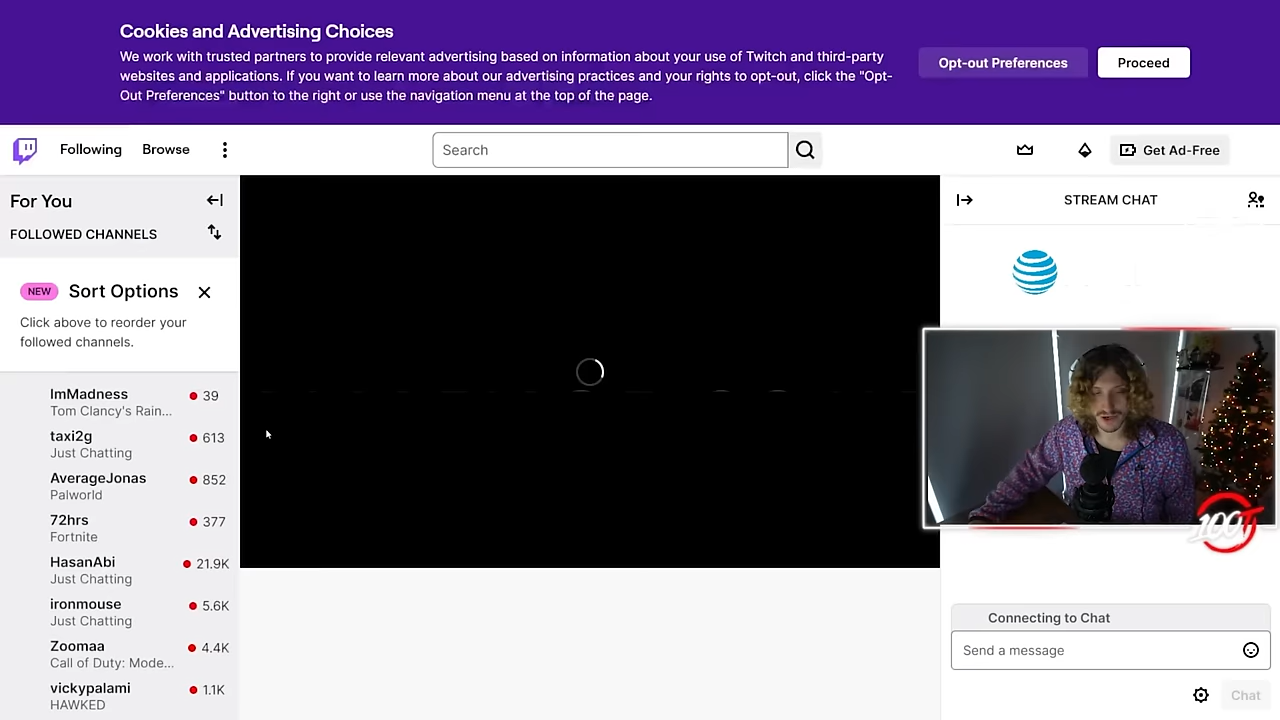 Cookies and Advertising Choices
We work with trusted partners to provide relevant advertising based on information about your use of Twitch and third-party
websites and applications. If you want to learn more about our advertising practices and your rights to opt-out, click the "Opt-
Out Preferences" button to the right or use the navigation menu at the top of the page.
Opt-out Preferences
Proceed
Following
Browse
Search
Get Ad-Free
For You
FOLLOWED CHANNELS
NEW Sort Options
Click above to reorder your
followed channels.
ImMadness 39
Tom Clancy's Rain...
taxi2g 613
Just Chatting
AverageJonas 852
Palworld
72hrs 377
Fortnite
HasanAbi 21.9K
Just Chatting
ironmouse 5.6K
Just Chatting
Zoomaa 4.4K
Call of Duty: Mode...
vickypalami 1.1K
HAWKED
STREAM CHAT
100T
Connecting to Chat
Send a message
Chat